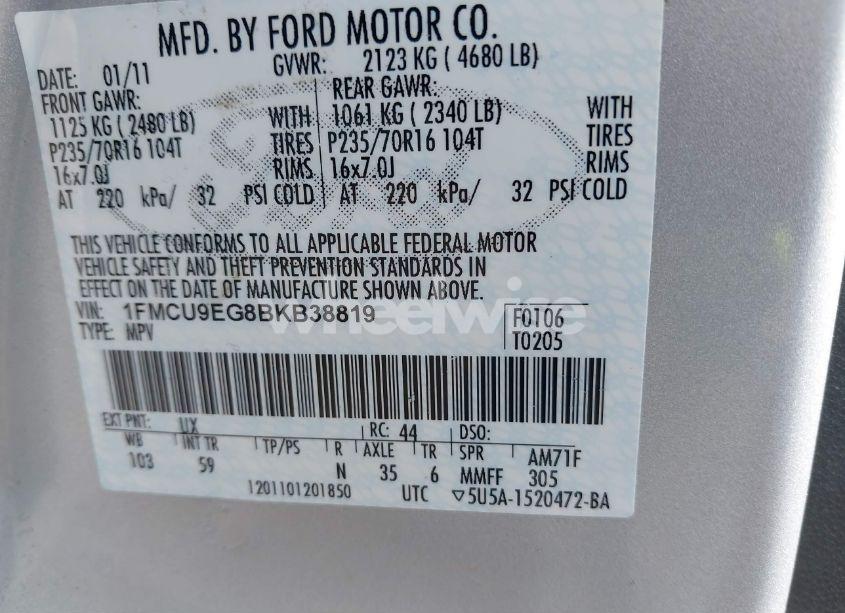 MFD. BY FORD MOTOR CO.
DATE: 01/11 GVWR: 2123 KG ( 4680 LB)
FRONT GAWR: REAR GAWR:
1125 KG ( 2480 LB) WITH 1061 KG ( 2340 LB) WITH
P235/70R16 104T TIRES P235/70R16 104T TIRES
16x7.0J RIMS 16x7.0J RIMS
AT 220 kPa/ 32 PSI COLD AT 220 kPa/ 32 PSI COLD
Ford
THIS VEHICLE CONFORMS TO ALL APPLICABLE FEDERAL MOTOR
VEHICLE SAFETY AND THEFT PREVENTION STANDARDS IN
EFFECT ON THE DATE OF MANUFACTURE SHOWN ABOVE.
VIN: 1FMCU9EG8BKB38819 F0106
TYPE: MPV T0205
wheelwire
EXT PNT: UX RC: 44 DSO:
WB INT TR TP/PS R AXLE TR SPR AM71F
103 59 N 35 6 MMFF 305
1201101201850 UTC ▽5U5A-1520472-BA